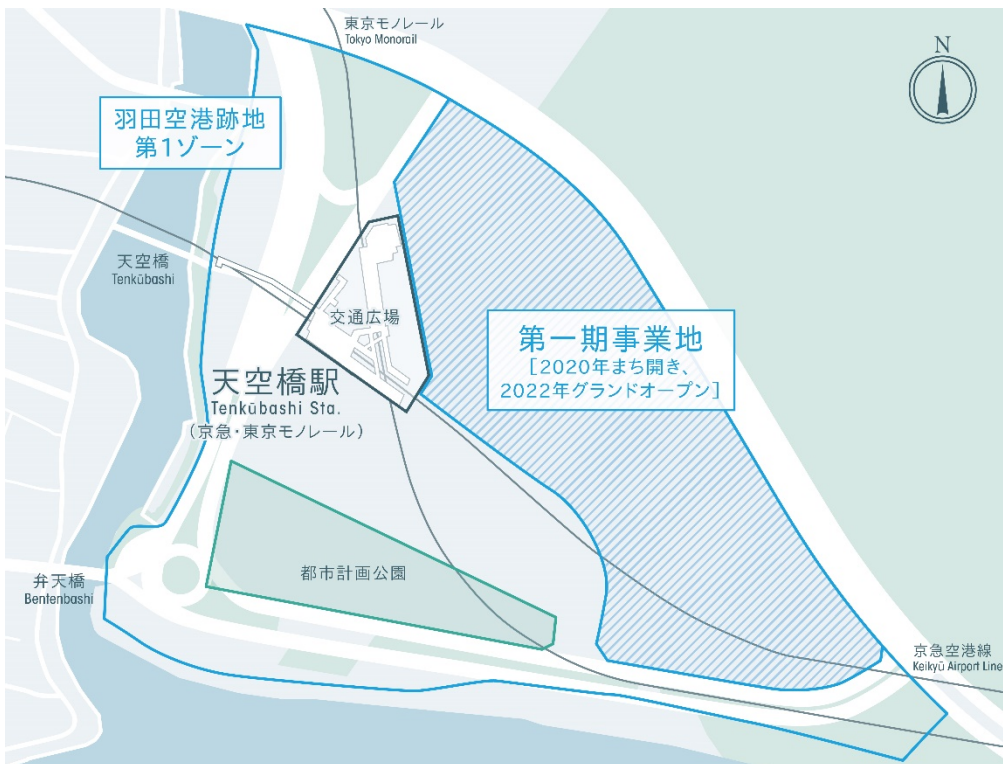 東京モノレール
Tokyo Monorail
N
羽田空港跡地
第1ゾーン
天空橋
Tenkūbashi
交通広場
第一期事業地
[2020年まち開き、
2022年グランドオープン]
天空橋駅
Tenkūbashi Sta.
(京急・東京モノレール)
都市計画公園
弁天橋
Bentenbashi
京急空港線
Keikyū Airport Line